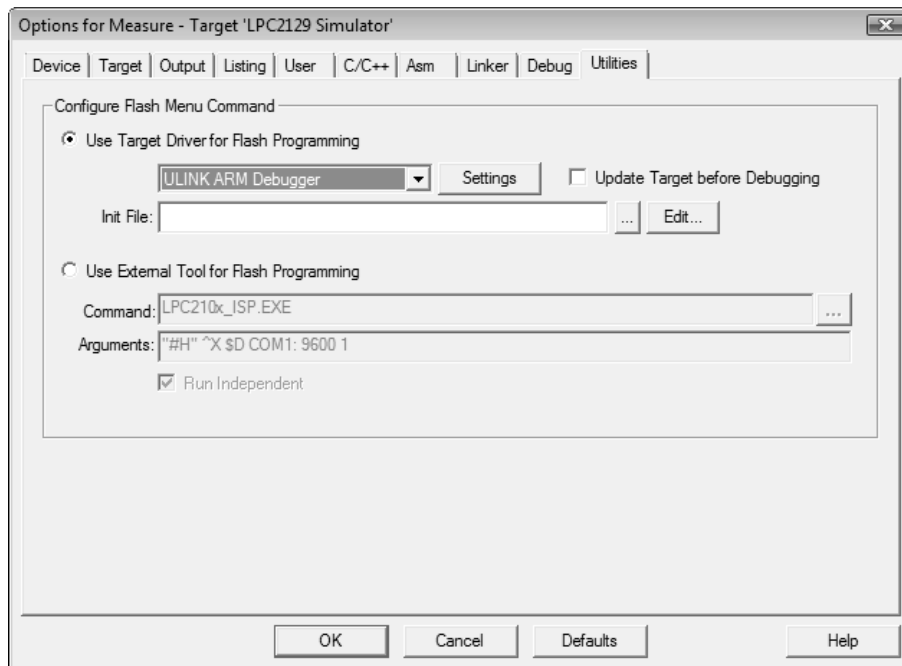 Options for Measure - Target 'LPC2129 Simulator'
Device Target Output Listing User C/C++ Asm Linker Debug Utilities
Configure Flash Menu Command
Use Target Driver for Flash Programming
ULINK ARM Debugger Settings Update Target before Debugging
Init File: ... Edit...
Use External Tool for Flash Programming
Command: LPC210x_ISP.EXE ...
Arguments: "#H" ^X $D COM1: 9600 1
Run Independent
OK Cancel Defaults Help